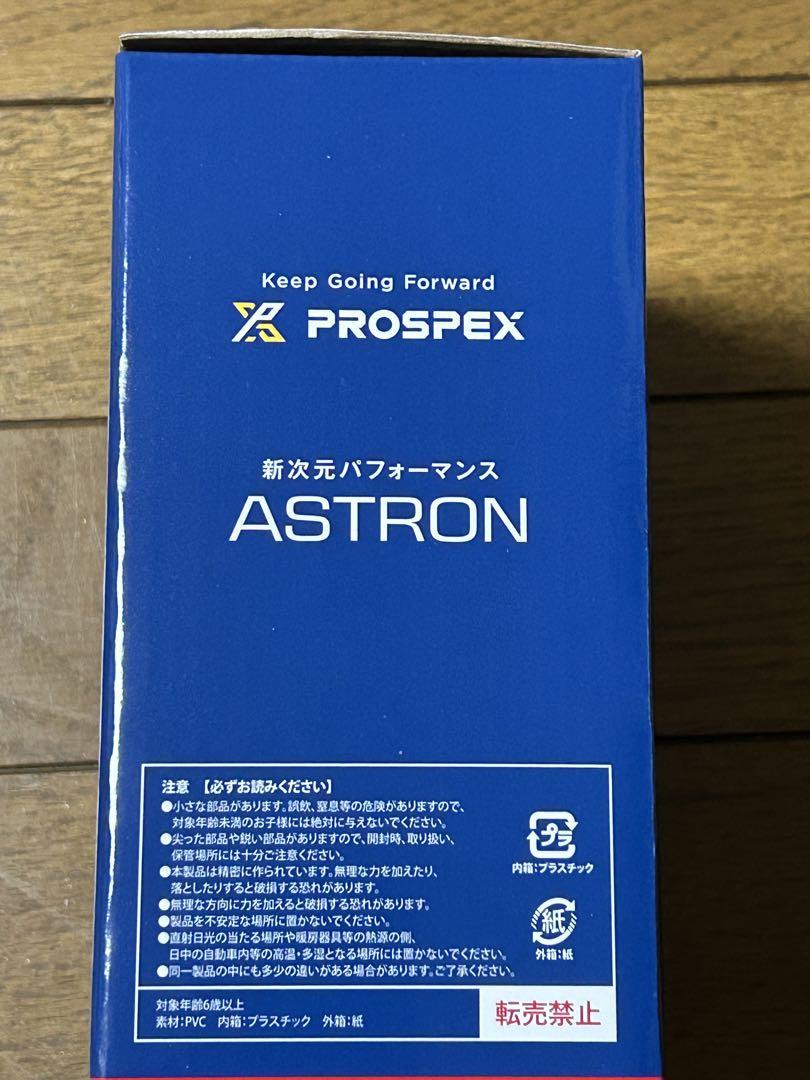 Keep Going Forward
PROSPEX
新次元パフォーマンス
ASTRON
注意 【必ずお読みください】
●小さな部品があります。誤飲、窒息等の危険がありますので、
対象年齢未満のお子様には絶対に与えないでください。
●尖った部品や鋭い部品がありますので、開封時、取り扱い、
保管場所には十分ご注意ください。
●本製品は精密に作られています。無理な力を加えたり、
落としたりすると破損する恐れがあります。
●無理な方向に力を加えると破損する恐れがあります。
●製品を不安定な場所に置かないでください。
●直射日光の当たる場所や暖房器具等の熱源の側、
日中の自動車内等の高温・多湿となる場所には置かないでください。
●同一製品の中にも多少の違いがある場合があります。ご了承ください。
プラ
内箱:プラスチック
紙
外箱:紙
対象年齢6歳以上
素材:PVC 内箱:プラスチック 外箱:紙
転売禁止